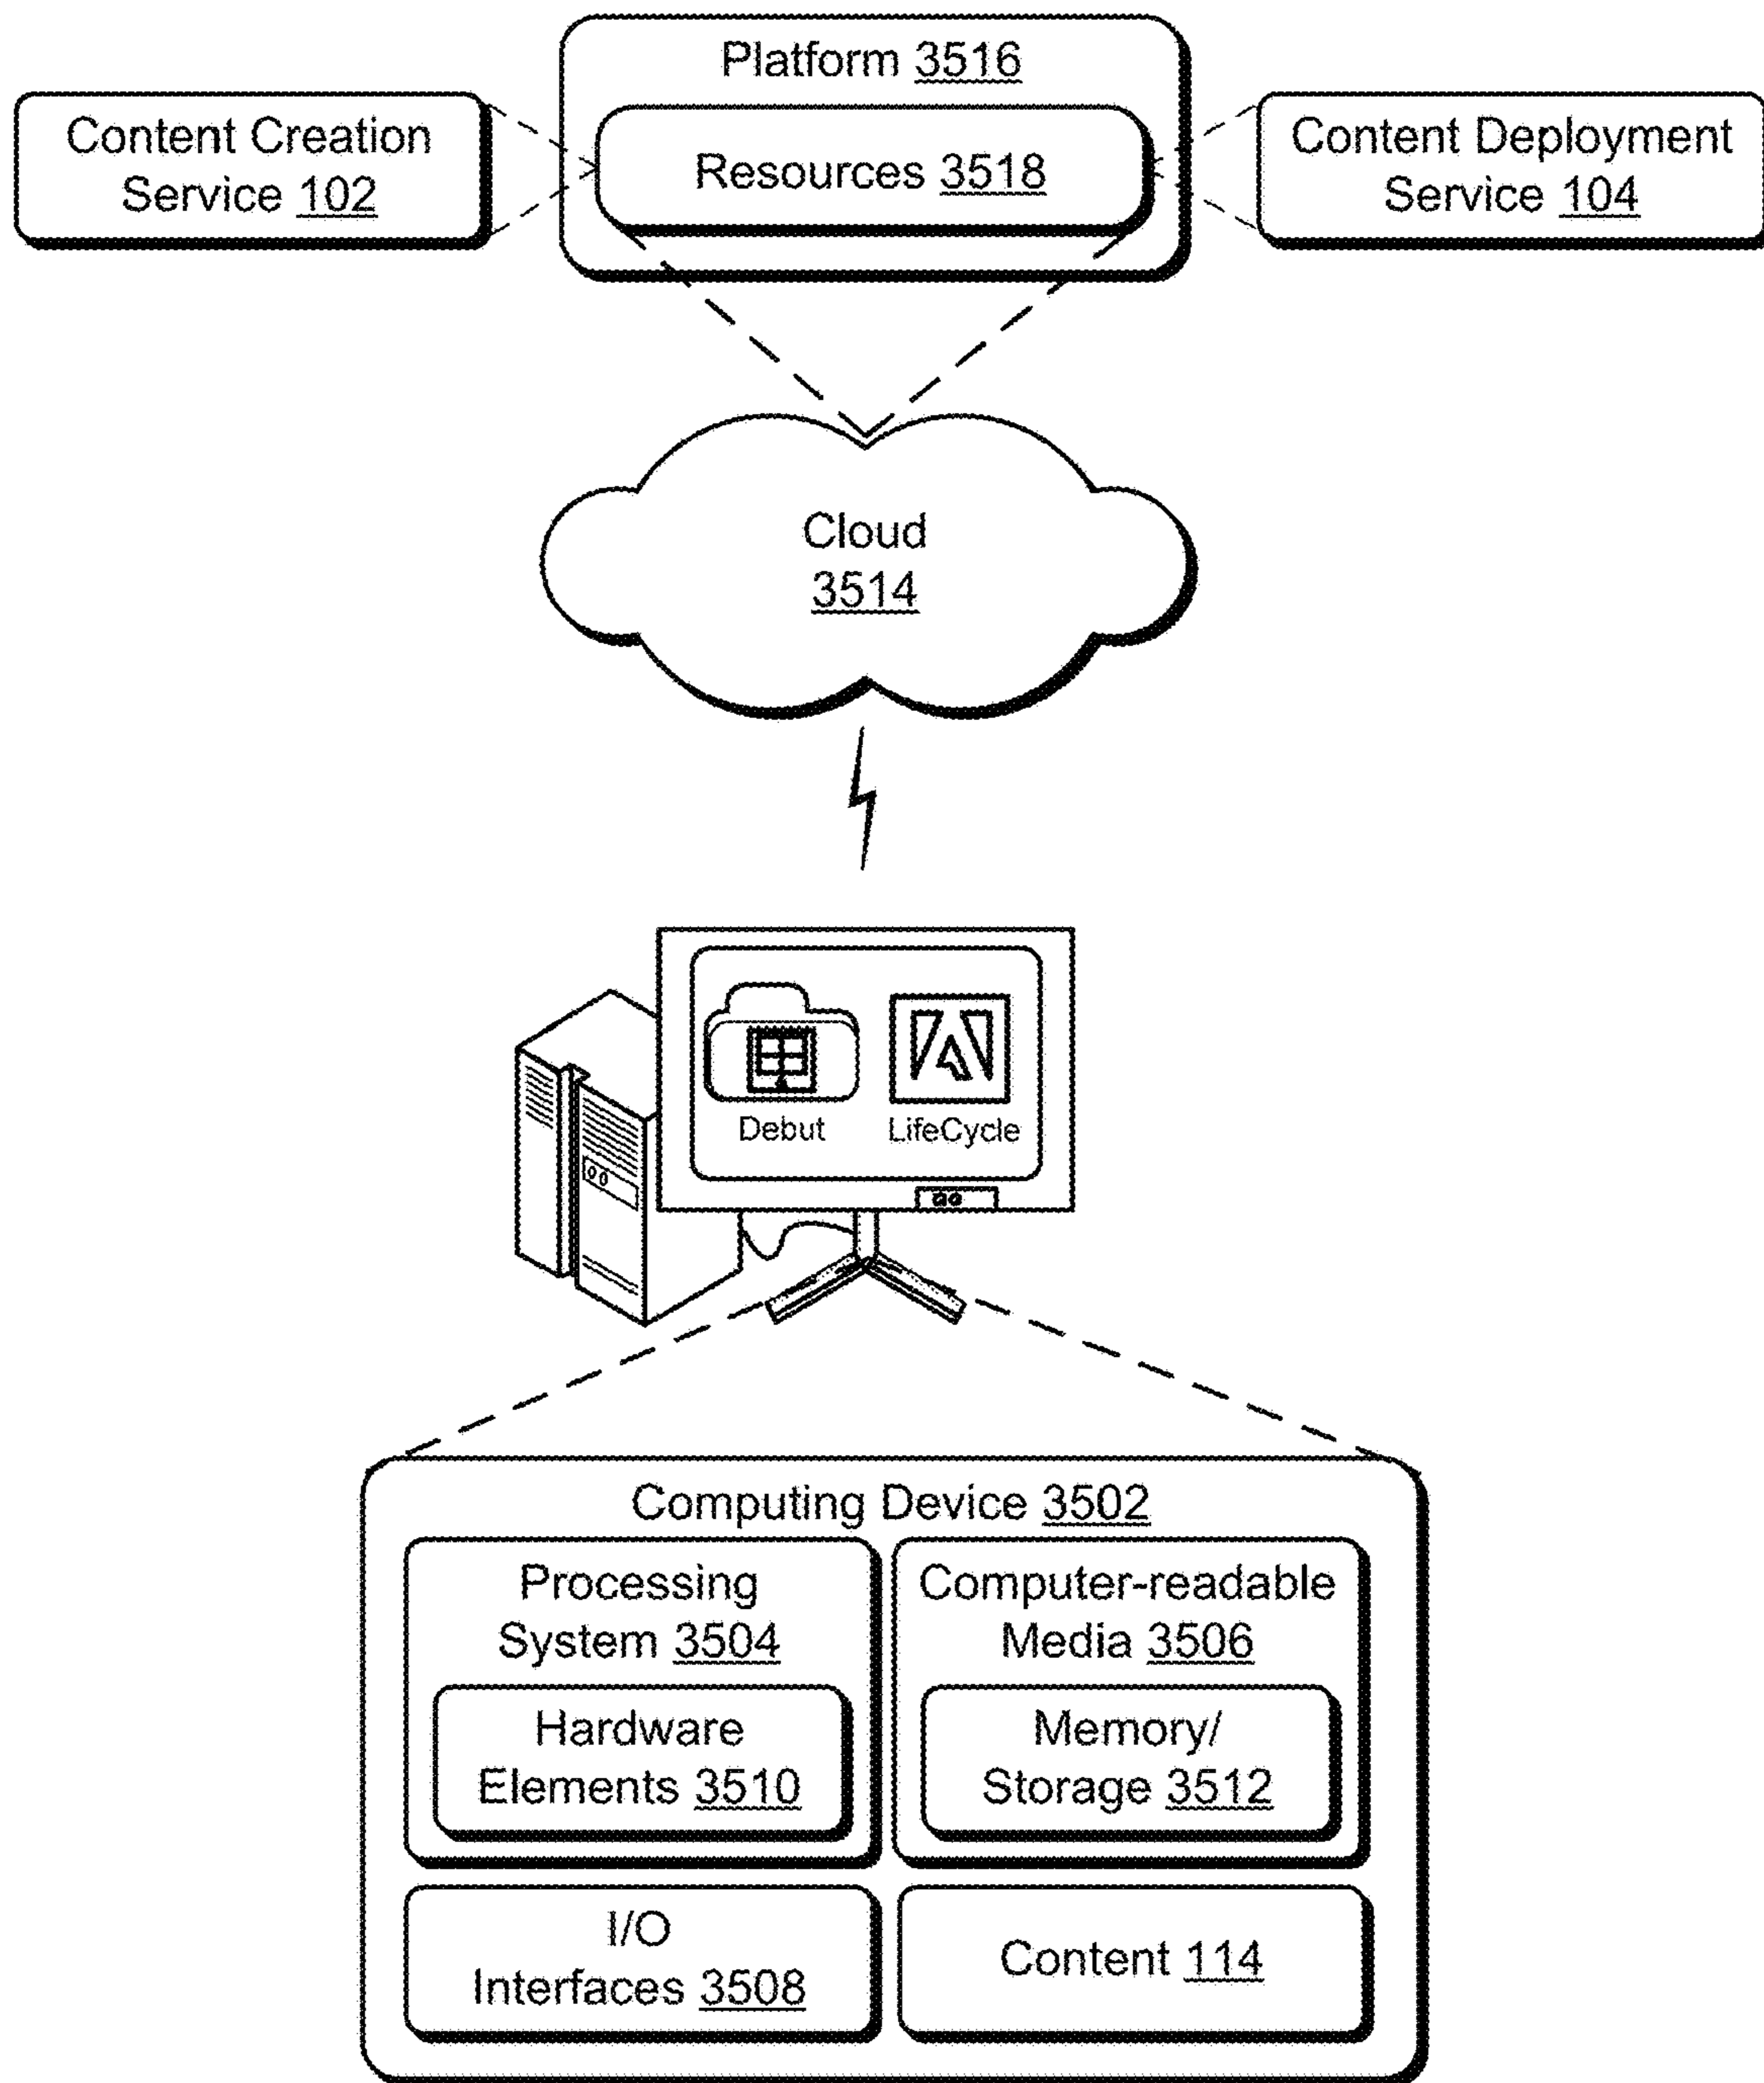 Platform 3516
Content Creation
Service 102
Resources 3518
Content Deployment
Service 104
Cloud
3514
Debut
LifeCycle
Computing Device 3502
Processing
System 3504
Hardware
Elements 3510
Computer-readable
Media 3506
Memory/
Storage 3512
I/O
Interfaces 3508
Content 114